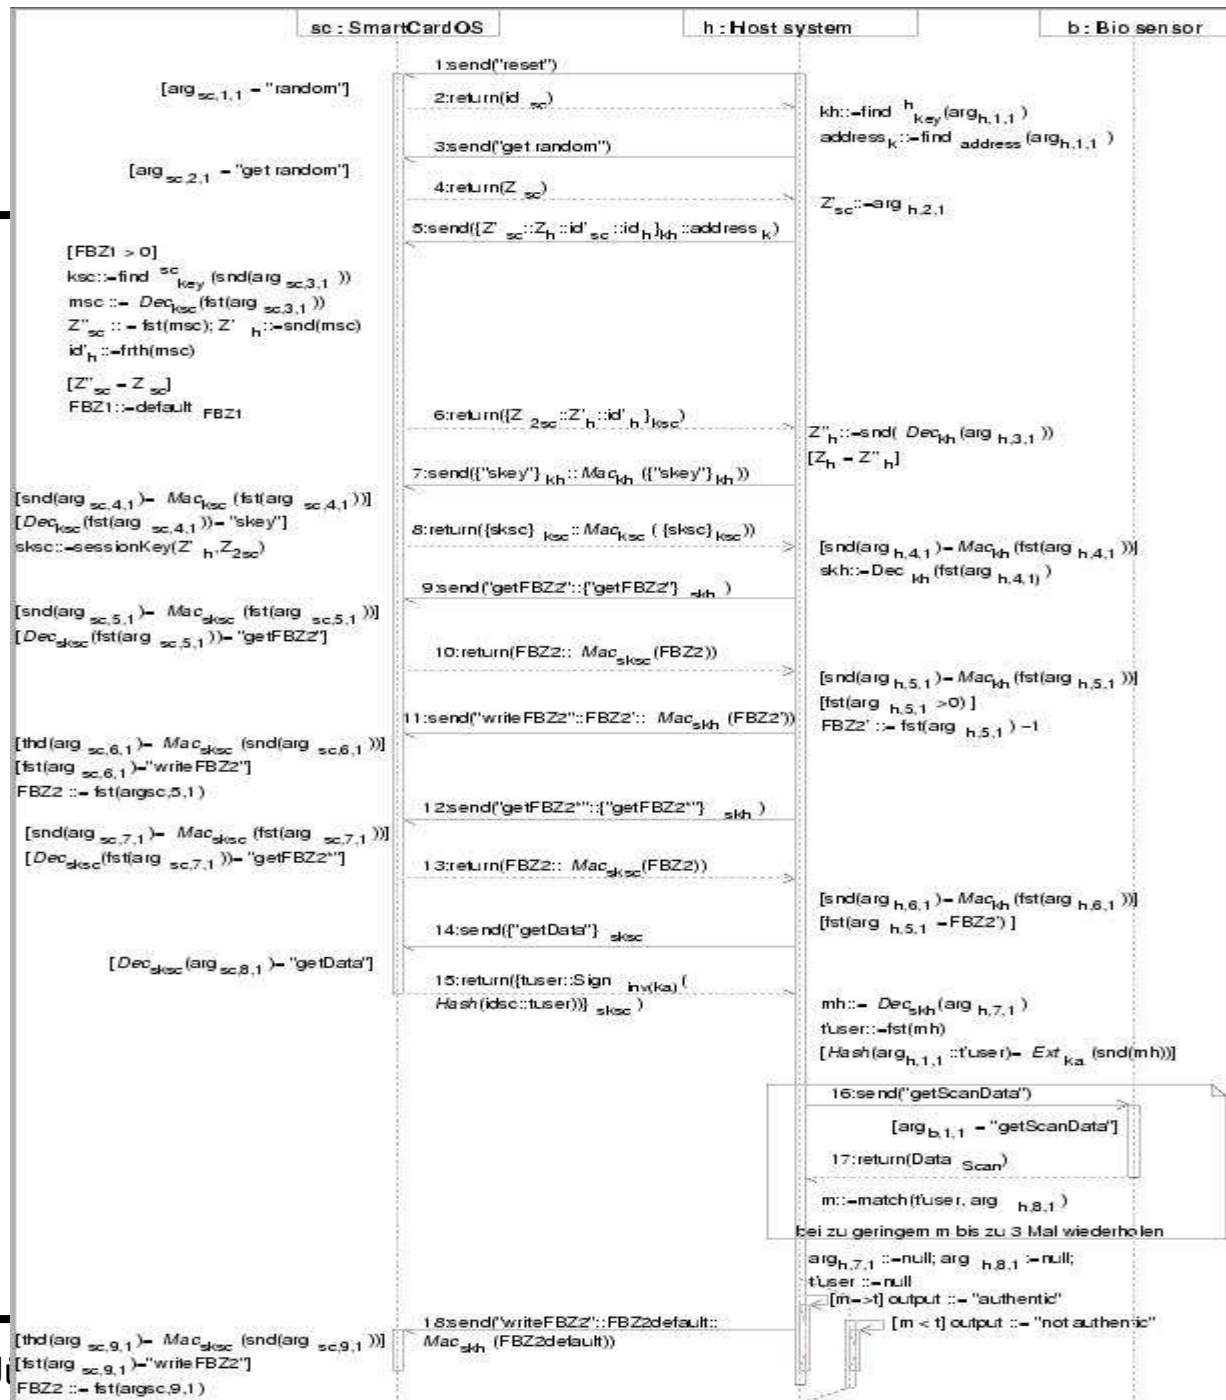 sc : SmartCardOS
h : Host system
b : Bio sensor
1:send("reset")
[arg sc,1,1 = "random"]
2:return(id sc)
kh::=find h key(arg h,1,1)
address k::=find address(arg h,1,1)
3:send("get random")
[arg sc,2,1 = "get random"]
4:return(Z sc)
Z'sc::=arg h,2,1
5:send({Z'sc::Z h::id'sc::id h}kh::address k)
[FBZ1 > 0]
ksc::=find sc key(snd(arg sc,3,1))
msc ::= Dec ksc(fst(arg sc,3,1))
Z''sc ::= fst(msc); Z'h::=snd(msc)
id'h::=frth(msc)
[Z''sc = Z sc]
FBZ1::=default FBZ1
6:return({Z 2sc::Z'h::id'h}ksc)
Z''h::=snd(Dec kh(arg h,3,1))
[Z h = Z''h]
7:send({"skey"}kh::Mac kh({"skey"}kh))
[snd(arg sc,4,1)= Mac ksc(fst(arg sc,4,1))]
[Dec ksc(fst(arg sc,4,1))="skey"]
sksc::=sessionKey(Z'h,Z 2sc)
8:return({sksc}ksc::Mac ksc({sksc}ksc))
[snd(arg h,4,1)=Mac kh(fst(arg h,4,1))]
skh::=Dec kh(fst(arg h,4,1))
9:send("getFBZ2"::{"getFBZ2"}skh)
[snd(arg sc,5,1)= Mac sksc(fst(arg sc,5,1))]
[Dec sksc(fst(arg sc,5,1))="getFBZ2"]
10:return(FBZ2:: Mac sksc(FBZ2))
[snd(arg h,5,1)=Mac kh(fst(arg h,5,1))]
[fst(arg h,5,1 >0)]
FBZ2' ::= fst(arg h,5,1) -1
11:send("writeFBZ2"::FBZ2':: Mac skh(FBZ2'))
[thd(arg sc,6,1)= Mac sksc(snd(arg sc,6,1))]
[fst(arg sc,6,1)="writeFBZ2"]
FBZ2 ::= fst(argsc,5,1)
12:send("getFBZ2*"::{"getFBZ2*"}skh)
[snd(arg sc,7,1)= Mac sksc(fst(arg sc,7,1))]
[Dec sksc(fst(arg sc,7,1))="getFBZ2*"]
13:return(FBZ2:: Mac sksc(FBZ2))
[snd(arg h,6,1)=Mac kh(fst(arg h,6,1))]
[fst(arg h,5,1 =FBZ2')]
14:send({"getData"}sksc
[Dec sksc(arg sc,8,1)="getData"]
15:return({tuser::Sign inv(ka)(
Hash(idsc::tuser))}sksc)
mh::= Dec skh(arg h,7,1)
t'user::=fst(mh)
[Hash(arg h,1,1::t'user)= Ext ka(snd(mh))]
16:send("getScanData")
[arg b,1,1 = "getScanData"]
17:return(Data Scan)
m::=match(t'user, arg h,8,1)
bei zu geringem m bis zu 3 Mal wiederholen
arg h,7,1 ::=null; arg h,8,1 :=null;
t'user ::=null
[m=>t] output ::= "authentic"
18:send("writeFBZ2"::FBZ2default::
Mac skh(FBZ2default))
[m < t] output ::= "not authentic"
[thd(arg sc,9,1)= Mac sksc(snd(arg sc,9,1))]
[fst(arg sc,9,1)="writeFBZ2"]
FBZ2 ::= fst(argsc,9,1)